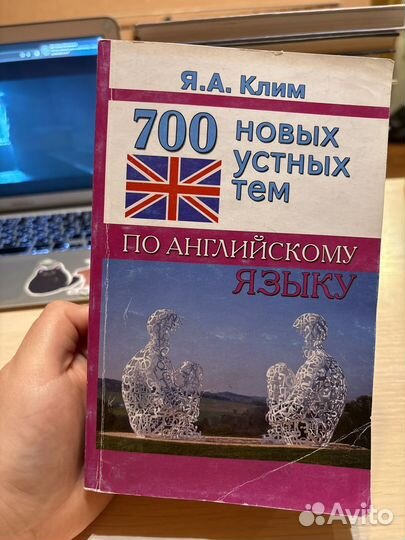 Я.А. Клим
700
новых
устных
тем
ПО АНГЛИЙСКОМУ
ЯЗЫКУ
Avito